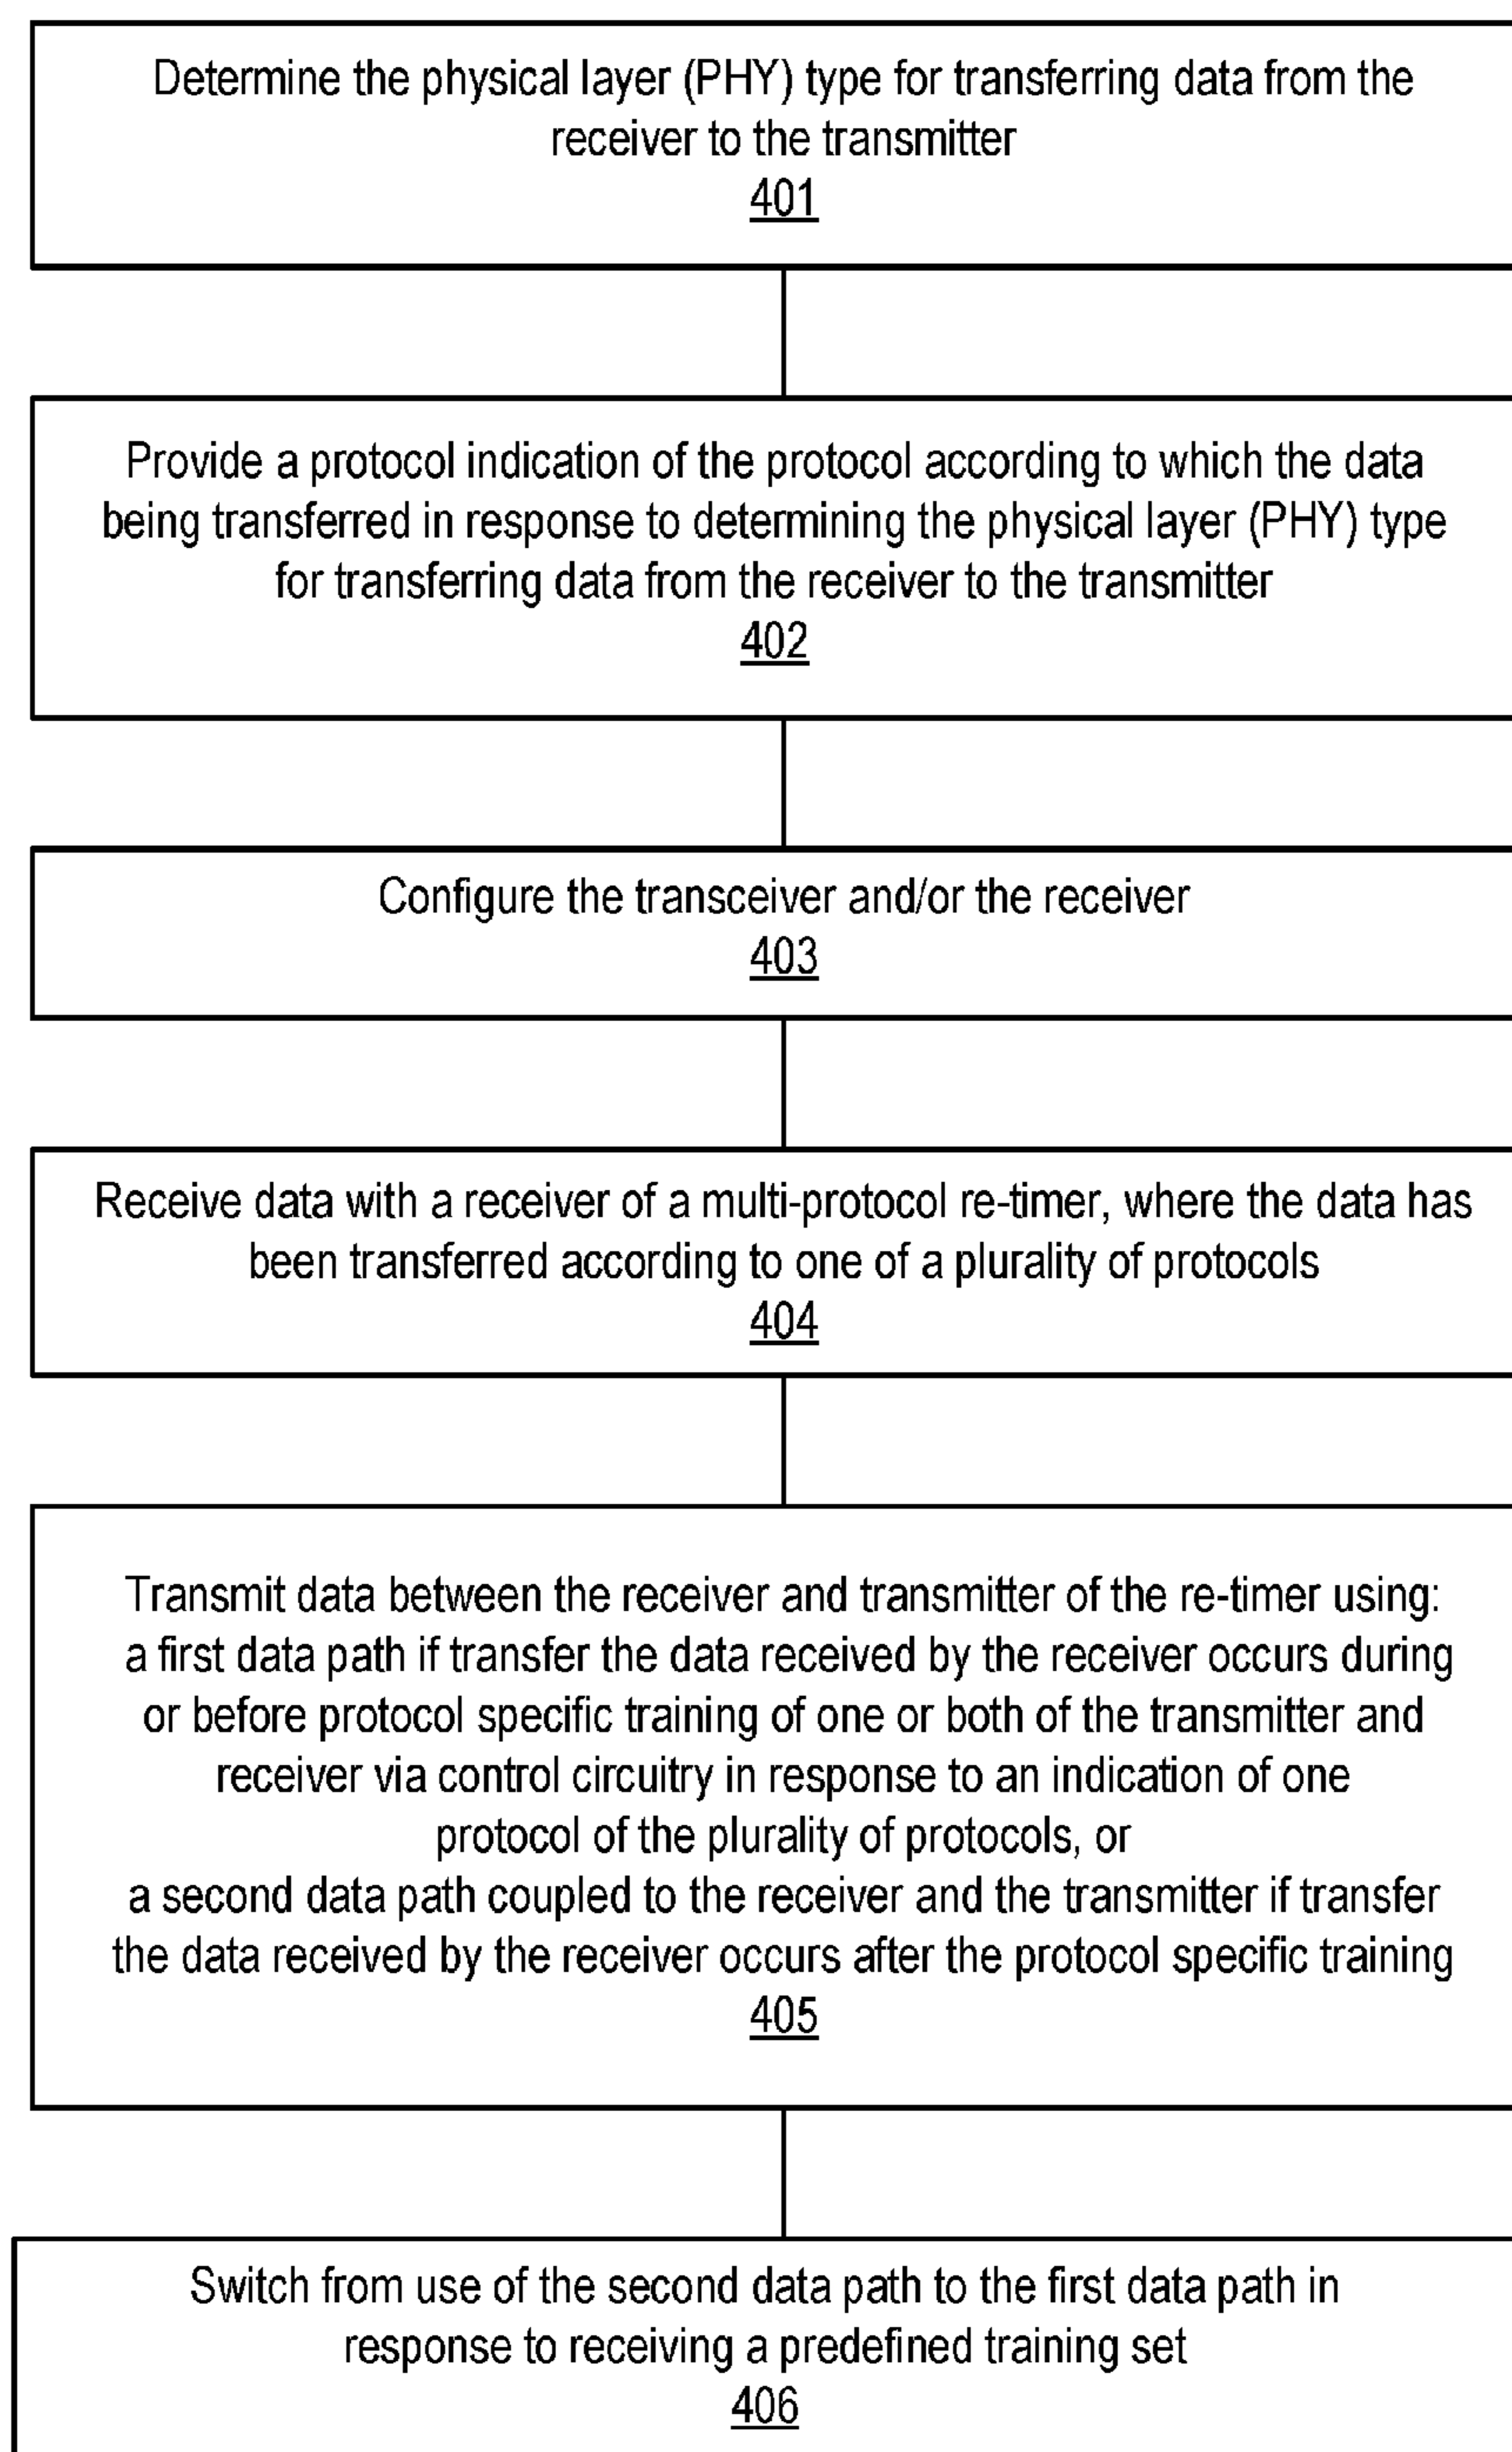 Determine the physical layer (PHY) type for transferring data from the
receiver to the transmitter
401
Provide a protocol indication of the protocol according to which the data
being transferred in response to determining the physical layer (PHY) type
for transferring data from the receiver to the transmitter
402
Configure the transceiver and/or the receiver
403
Receive data with a receiver of a multi-protocol re-timer, where the data has
been transferred according to one of a plurality of protocols
404
Transmit data between the receiver and transmitter of the re-timer using:
a first data path if transfer the data received by the receiver occurs during
or before protocol specific training of one or both of the transmitter and
receiver via control circuitry in response to an indication of one
protocol of the plurality of protocols, or
a second data path coupled to the receiver and the transmitter if transfer
the data received by the receiver occurs after the protocol specific training
405
Switch from use of the second data path to the first data path in
response to receiving a predefined training set
406